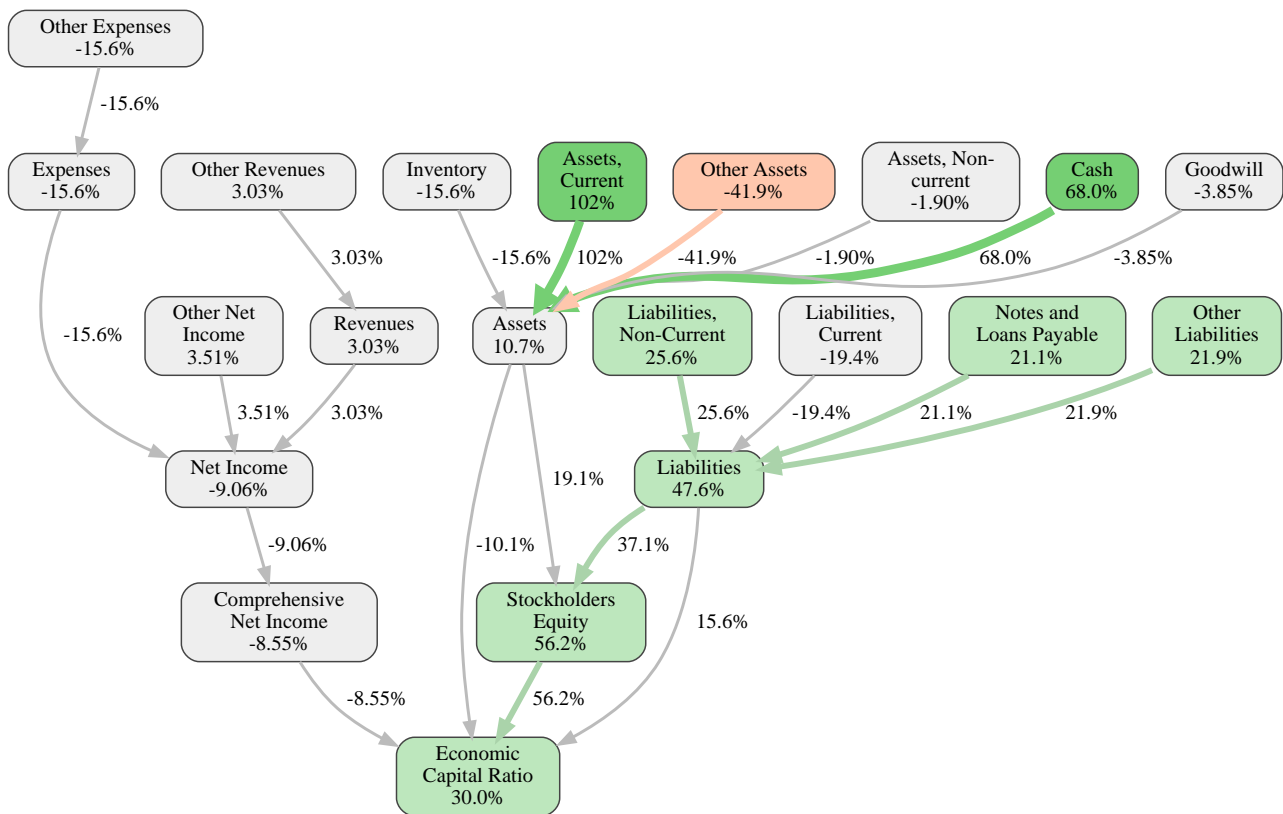 Other Expenses
-15.6%
-15.6%
Expenses
-15.6%
Other Revenues
3.03%
Inventory
-15.6%
Assets,
Current
102%
Other Assets
-41.9%
Assets, Non-
current
-1.90%
Cash
68.0%
Goodwill
-3.85%
3.03%
-15.6%
102%
-41.9%
-1.90%
68.0%
-3.85%
-15.6%
Other Net
Income
3.51%
Revenues
3.03%
Assets
10.7%
Liabilities,
Non-Current
25.6%
Liabilities,
Current
-19.4%
Notes and
Loans Payable
21.1%
Other
Liabilities
21.9%
3.51%
3.03%
25.6%
-19.4%
21.1%
21.9%
Net Income
-9.06%
19.1%
Liabilities
47.6%
-9.06%
-10.1%
37.1%
Comprehensive
Net Income
-8.55%
Stockholders
Equity
56.2%
15.6%
-8.55%
56.2%
Economic
Capital Ratio
30.0%